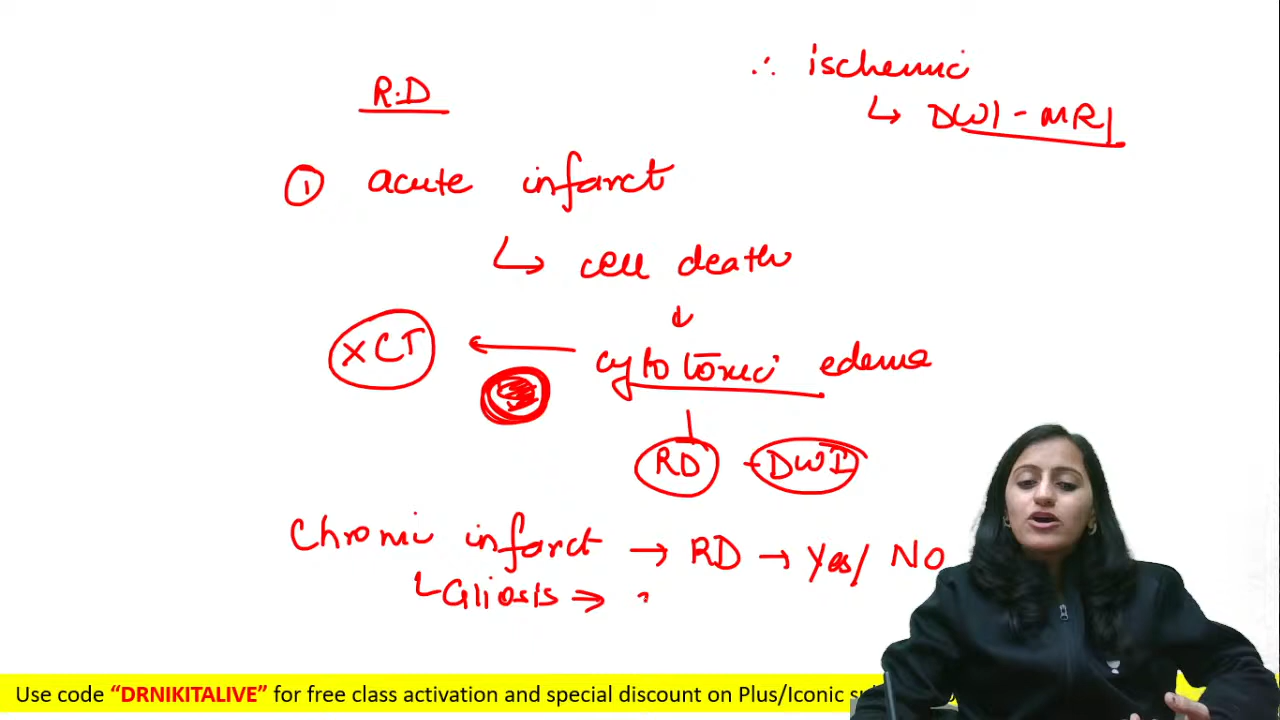 R.D
∴ ischemic
↳ DWI - MRI
① acute infarct
↳ cell death
↓
X CT ← cytotoxic edema
RD - DWI
Chronic infarct → RD → Yes/ NO
↳ Gliosis →
Use code “DRNIKITALIVE” for free class activation and special discount on Plus/Iconic